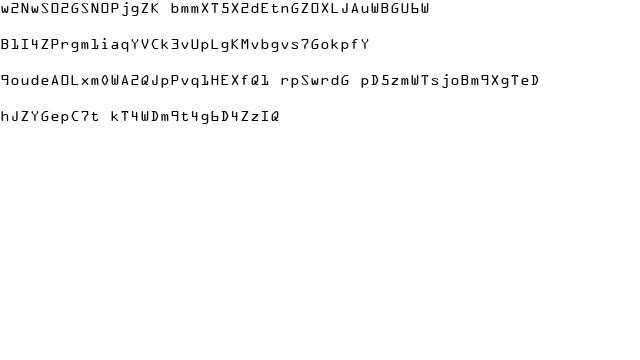 w2NwSO2GSNOPjgZK bmmXT5X2dEtnGZOXLJAuWBGU6W
B1I4ZPrgm1iaqYVCk3vUpLgKMvbgvs7GokpfY
9oudeAOLxm0WA2QJpPvq1HEXfQ1 rpSwrdG pD5zmWTsjoBm9XgTeD
hJZYGepC7t kT4WDm9t4g6D4ZzIQ